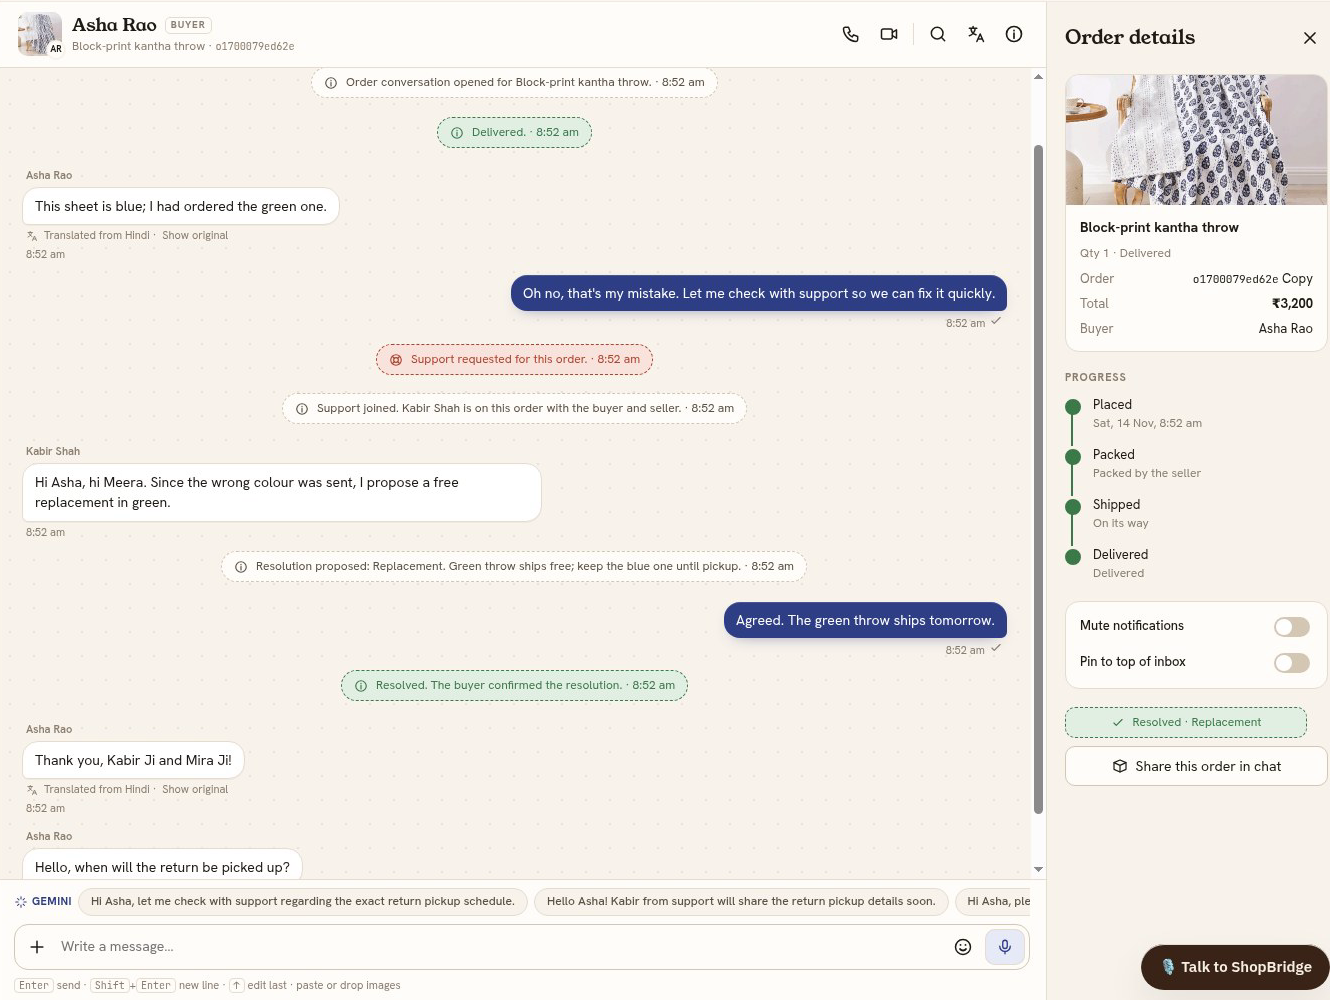 Asha Rao BUYER
AR
Block-print kantha throw · o1700079ed62e
Order conversation opened for Block-print kantha throw. · 8:52 am
Delivered. · 8:52 am
Asha Rao
This sheet is blue; I had ordered the green one.
Translated from Hindi · Show original
8:52 am
Oh no, that's my mistake. Let me check with support so we can fix it quickly.
8:52 am
Support requested for this order. · 8:52 am
Support joined. Kabir Shah is on this order with the buyer and seller. · 8:52 am
Kabir Shah
Hi Asha, hi Meera. Since the wrong colour was sent, I propose a free
replacement in green.
8:52 am
Resolution proposed: Replacement. Green throw ships free; keep the blue one until pickup. · 8:52 am
Agreed. The green throw ships tomorrow.
8:52 am
Resolved. The buyer confirmed the resolution. · 8:52 am
Asha Rao
Thank you, Kabir Ji and Mira Ji!
Translated from Hindi · Show original
8:52 am
Asha Rao
Hello, when will the return be picked up?
GEMINI
Hi Asha, let me check with support regarding the exact return pickup schedule.
Hello Asha! Kabir from support will share the return pickup details soon.
Hi Asha, ple
Write a message...
Enter send · Shift+Enter new line · ↑ edit last · paste or drop images
Order details
Block-print kantha throw
Qty 1 · Delivered
Order o1700079ed62e Copy
Total ₹3,200
Buyer Asha Rao
PROGRESS
Placed
Sat, 14 Nov, 8:52 am
Packed
Packed by the seller
Shipped
On its way
Delivered
Delivered
Mute notifications
Pin to top of inbox
Resolved · Replacement
Share this order in chat
Talk to ShopBridge